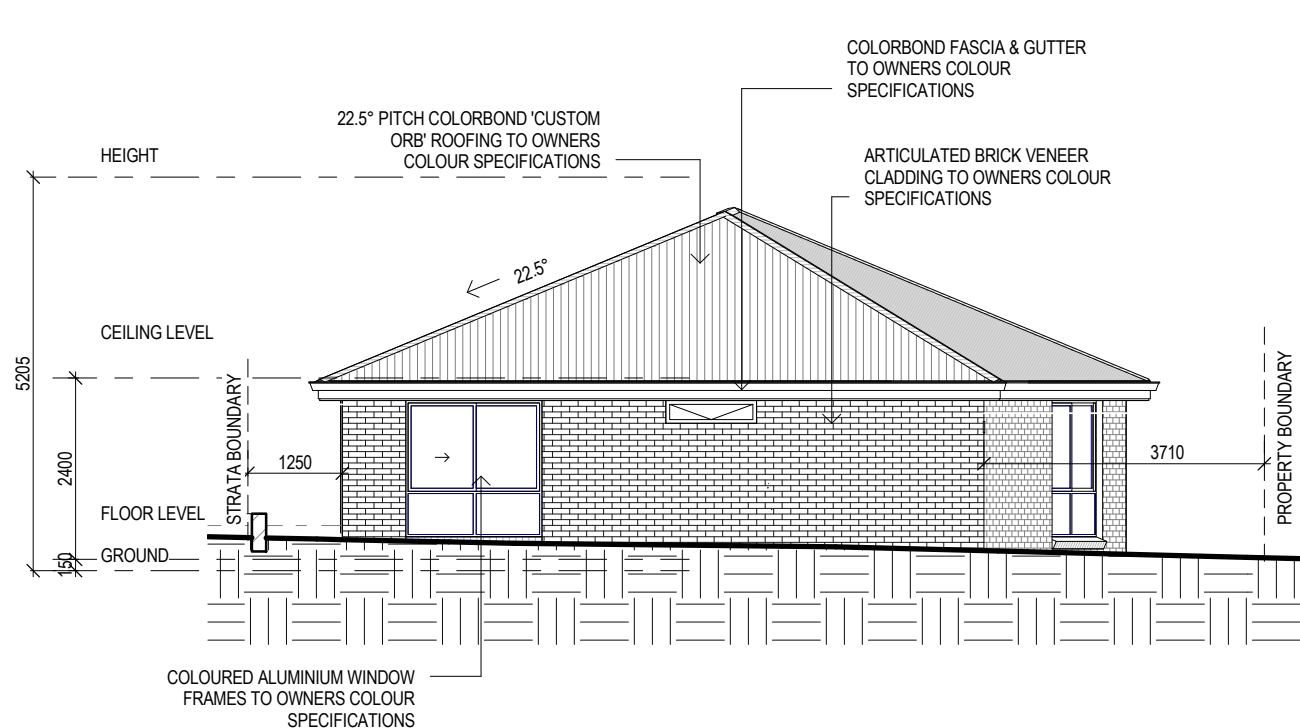 COLORBOND FASCIA & GUTTER
TO OWNERS COLOUR
SPECIFICATIONS
22.5° PITCH COLORBOND 'CUSTOM
ORB' ROOFING TO OWNERS
COLOUR SPECIFICATIONS
HEIGHT
ARTICULATED BRICK VENEER
CLADDING TO OWNERS COLOUR
SPECIFICATIONS
22.5°
CEILING LEVEL
5205
2400
STRATA BOUNDARY
1250
3710
PROPERTY BOUNDARY
FLOOR LEVEL
GROUND
150
COLOURED ALUMINIUM WINDOW
FRAMES TO OWNERS COLOUR
SPECIFICATIONS